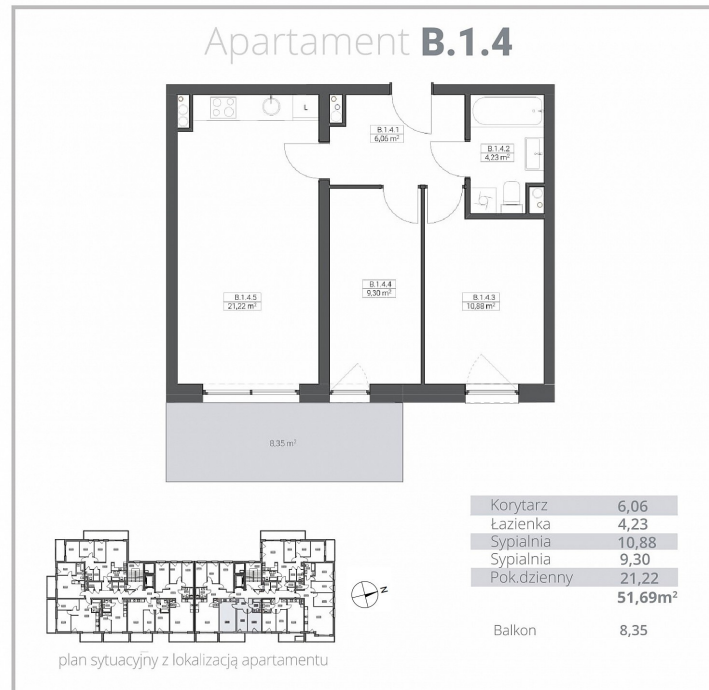 Apartament B.1.4
L
B.1.4.1
6,06 m²
B.1.4.2
4,23 m²
B.1.4.4
9,30 m²
B.1.4.5
21,22 m²
B.1.4.3
10,88 m²
8,35 m²
Korytarz 6,06
Łazienka 4,23
Sypialnia 10,88
Sypialnia 9,30
Pok.dzienny 21,22
51,69m²
Balkon 8,35
N
plan sytuacyjny z lokalizacją apartamentu